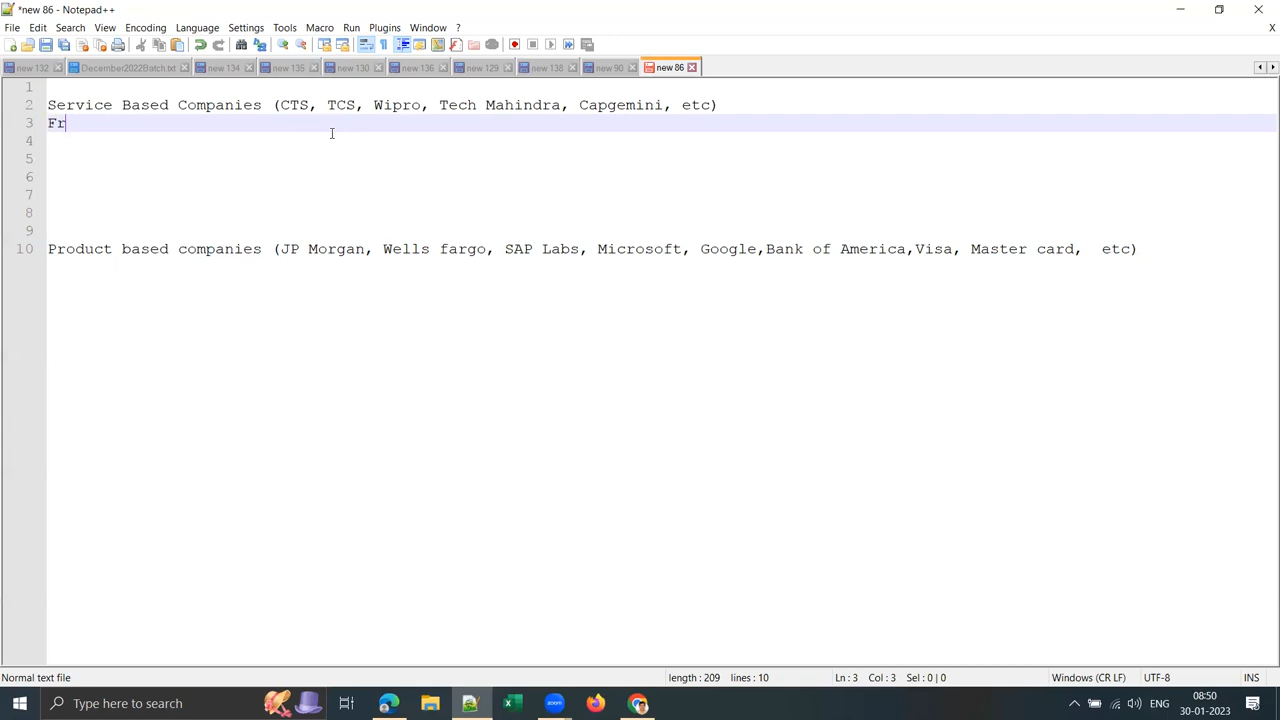 *new 86 - Notepad++
File Edit Search View Encoding Language Settings Tools Macro Run Plugins Window ?
X
new 132 December2022Batch.txt new 134 new 135 new 130 new 136 new 129 new 138 new 90 new 86
1
2 Service Based Companies (CTS, TCS, Wipro, Tech Mahindra, Capgemini, etc)
3 Fr
4
5
6
7
8
9
10 Product based companies (JP Morgan, Wells fargo, SAP Labs, Microsoft, Google,Bank of America,Visa, Master card,  etc)
Normal text file length : 209 lines : 10 Ln : 3 Col : 3 Sel : 0 | 0 Windows (CR LF) UTF-8 INS
Type here to search ENG 08:50
30-01-2023